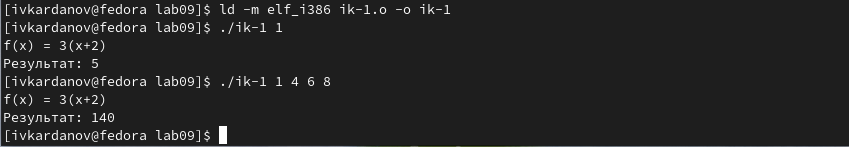 [ivkardanov@fedora lab09]$ ld -m elf_i386 ik-1.o -o ik-1
[ivkardanov@fedora lab09]$ ./ik-1 1
f(x) = 3(x+2)
Результат: 5
[ivkardanov@fedora lab09]$ ./ik-1 1 4 6 8
f(x) = 3(x+2)
Результат: 140
[ivkardanov@fedora lab09]$